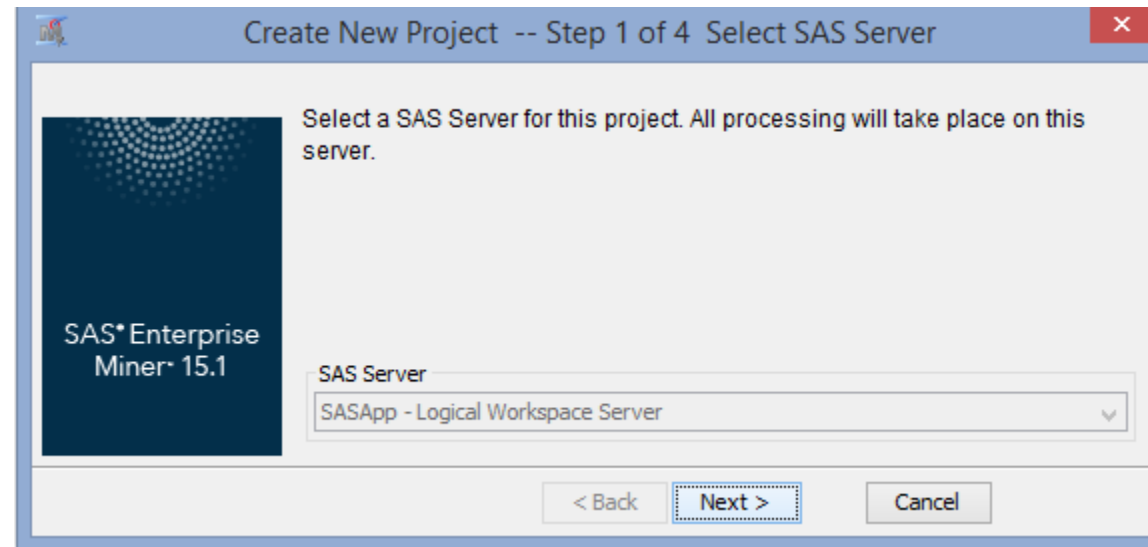 Create New Project -- Step 1 of 4 Select SAS Server
Select a SAS Server for this project. All processing will take place on this
server.
SAS® Enterprise
Miner™ 15.1
SAS Server
SASApp - Logical Workspace Server
< Back
Next >
Cancel